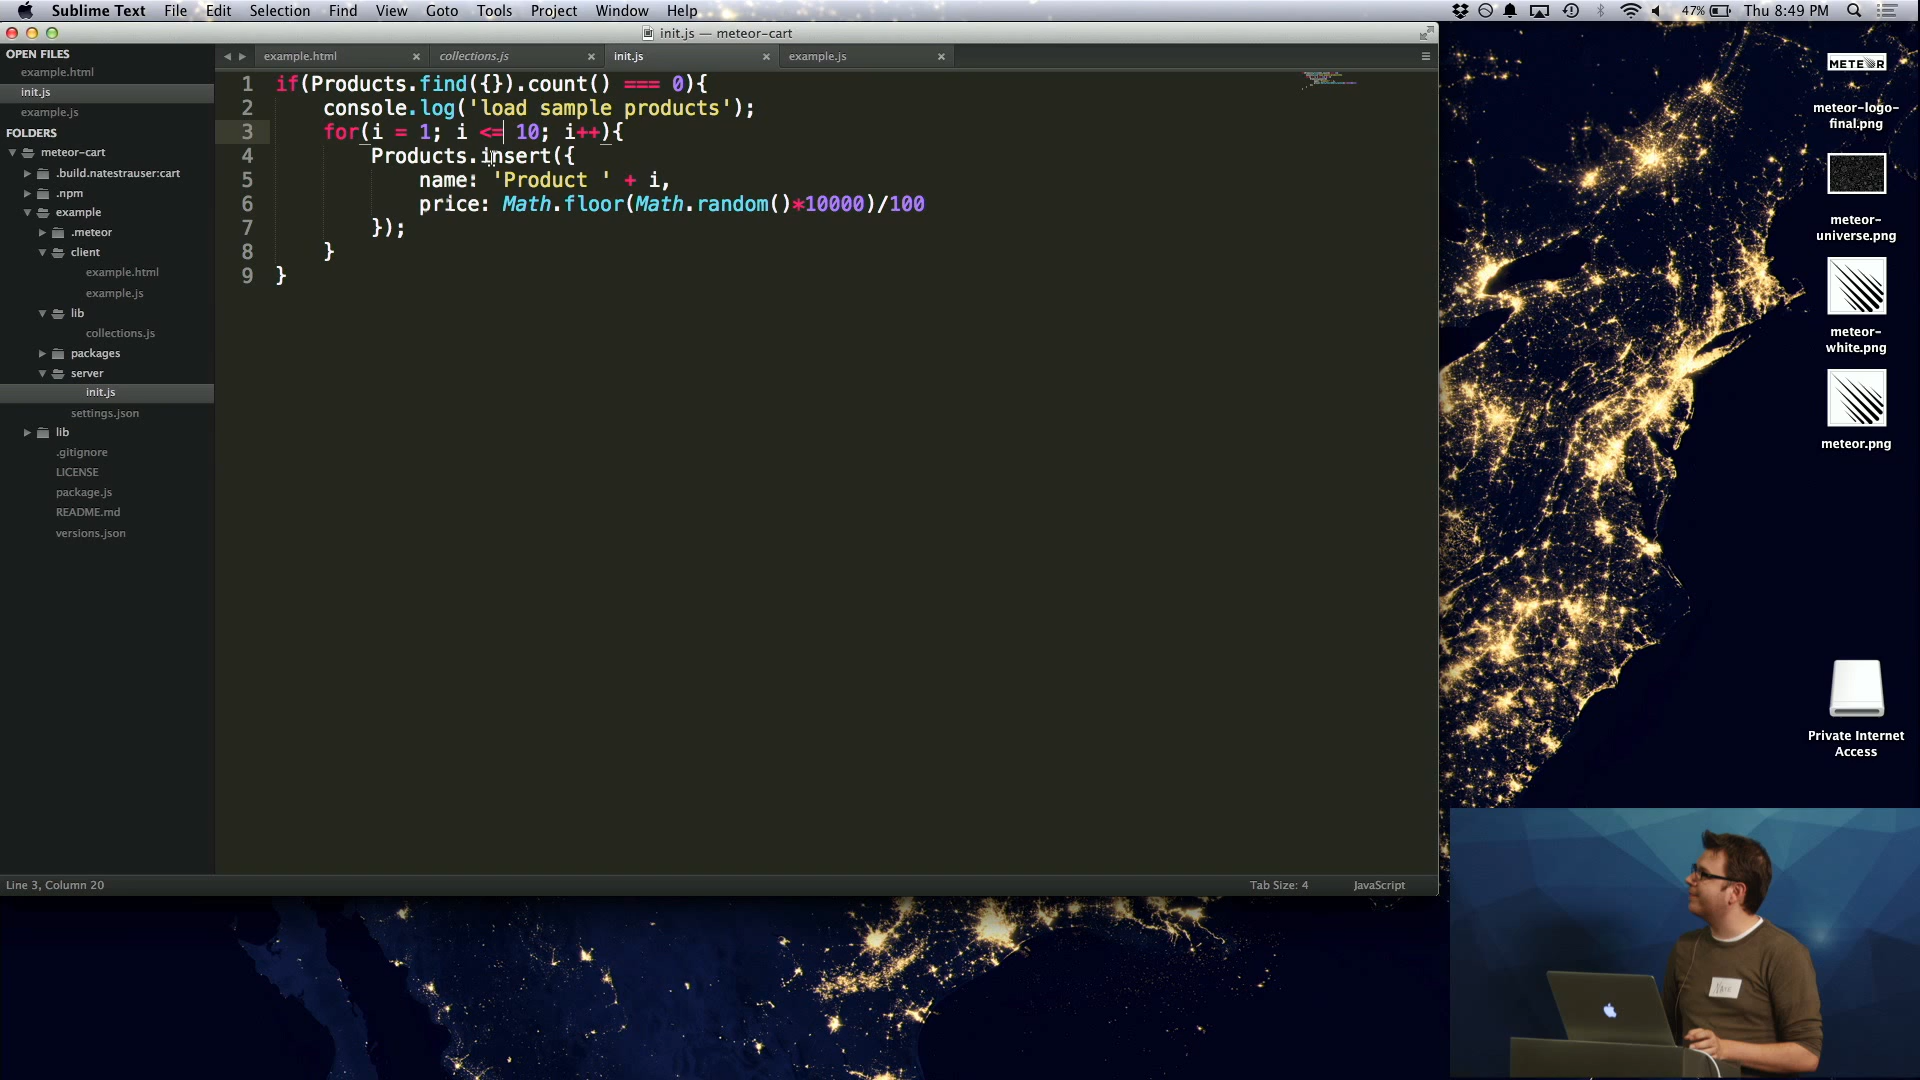 Sublime Text File Edit Selection Find View Goto Tools Project Window Help 47% Thu 8:49 PM
init.js — meteor-cart
OPEN FILES
example.html
init.js
example.js
FOLDERS
meteor-cart
.build.natestrauser:cart
.npm
example
.meteor
client
example.html
example.js
lib
collections.js
packages
server
init.js
settings.json
lib
.gitignore
LICENSE
package.js
README.md
versions.json
example.html × collections.js × init.js × example.js ×
1 if(Products.find({}).count() === 0){
2 console.log('load sample products');
3 for(i = 1; i <= 10; i++){
4 Products.insert({
5 name: 'Product ' + i,
6 price: Math.floor(Math.random()*10000)/100
7 });
8 }
9 }
Line 3, Column 20
Tab Size: 4
JavaScript
METEOR
meteor-logo-
final.png
meteor-
universe.png
meteor-
white.png
meteor.png
Private Internet
Access